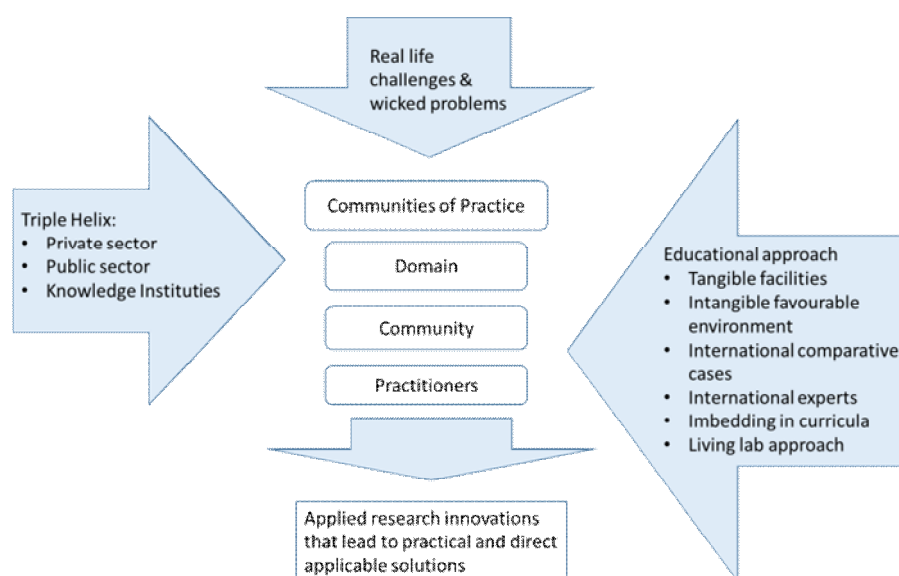 Real life
challenges &
wicked problems
Triple Helix:
• Private sector
• Public sector
• Knowledge Instituties
Communities of Practice
Domain
Community
Practitioners
Educational approach
• Tangible facilities
• Intangible favourable
environment
• International comparative
cases
• International experts
• Imbedding in curricula
• Living lab approach
Applied research innovations
that lead to practical and direct
applicable solutions